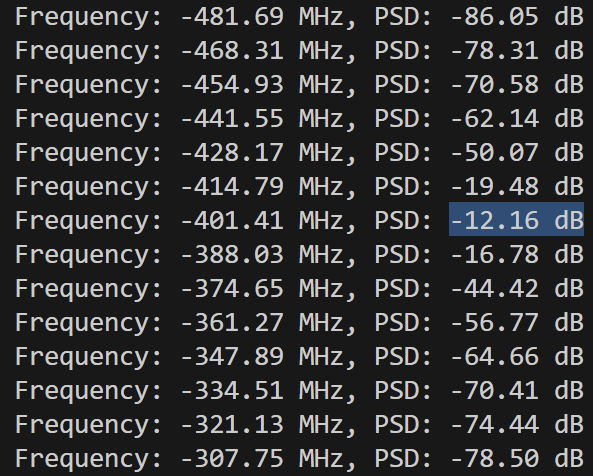 Frequency: -481.69 MHz, PSD: -86.05 dB
Frequency: -468.31 MHz, PSD: -78.31 dB
Frequency: -454.93 MHz, PSD: -70.58 dB
Frequency: -441.55 MHz, PSD: -62.14 dB
Frequency: -428.17 MHz, PSD: -50.07 dB
Frequency: -414.79 MHz, PSD: -19.48 dB
Frequency: -401.41 MHz, PSD: -12.16 dB
Frequency: -388.03 MHz, PSD: -16.78 dB
Frequency: -374.65 MHz, PSD: -44.42 dB
Frequency: -361.27 MHz, PSD: -56.77 dB
Frequency: -347.89 MHz, PSD: -64.66 dB
Frequency: -334.51 MHz, PSD: -70.41 dB
Frequency: -321.13 MHz, PSD: -74.44 dB
Frequency: -307.75 MHz, PSD: -78.50 dB